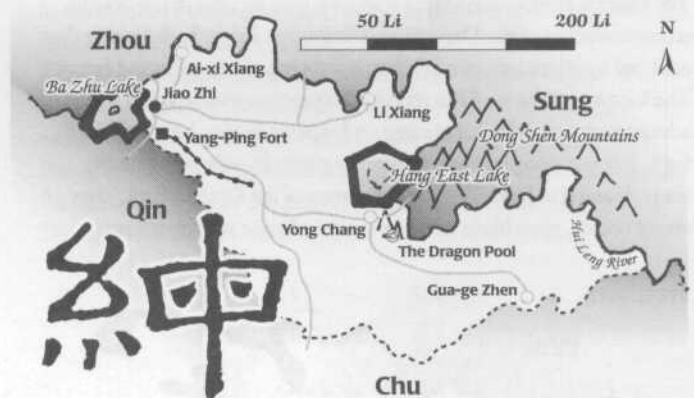 50 Li
200 Li
N
Zhou
Ai-xi Xiang
Ba Zhu Lake
Jiao Zhi
Li Xiang
Sung
Yang-Ping Fort
Dong Shen Mountains
Hang East Lake
Qin
Yong Chang
The Dragon Pool
Hui Leng River
Gua-ge Zhen
紳
Chu